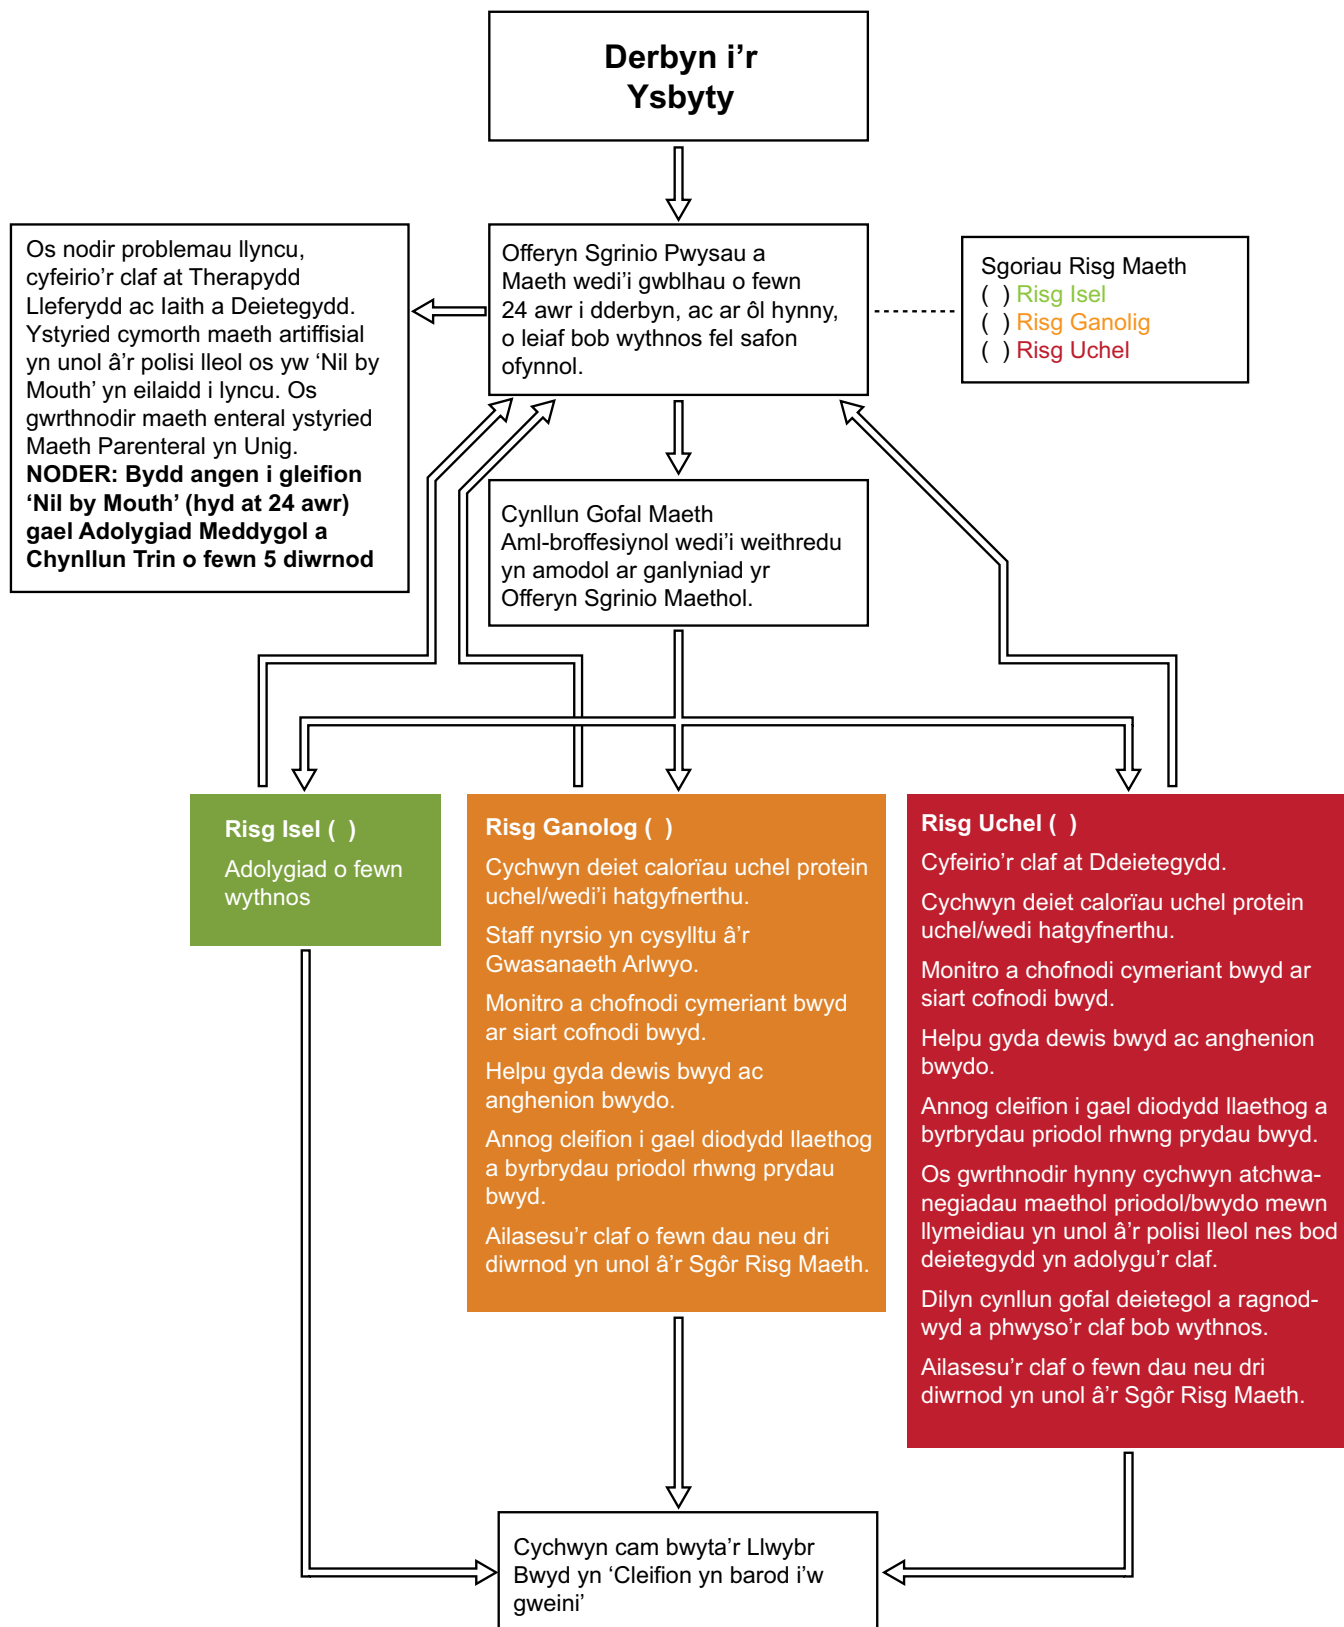 Derbyn i’r
Ysbyty
Os nodir problemau llyncu,
cyfeirio’r claf at Therapydd
Lleferydd ac Iaith a Deietegydd.
Ystyried cymorth maeth artiffisial
yn unol â’r polisi lleol os yw ‘Nil by
Mouth’ yn eilaidd i lyncu. Os
gwrthnodir maeth enteral ystyried
Maeth Parenteral yn Unig.
NODER: Bydd angen i gleifion
‘Nil by Mouth’ (hyd at 24 awr)
gael Adolygiad Meddygol a
Chynllun Trin o fewn 5 diwrnod
Offeryn Sgrinio Pwysau a
Maeth wedi’i gwblhau o fewn
24 awr i dderbyn, ac ar ôl hynny,
o leiaf bob wythnos fel safon
ofynnol.
Sgoriau Risg Maeth
( ) Risg Isel
( ) Risg Ganolig
( ) Risg Uchel
Cynllun Gofal Maeth
Aml-broffesiynol wedi’i weithredu
yn amodol ar ganlyniad yr
Offeryn Sgrinio Maethol.
Risg Isel ( )
Adolygiad o fewn
wythnos
Risg Ganolog ( )
Cychwyn deiet calorïau uchel protein
uchel/wedi’i hatgyfnerthu.
Staff nyrsio yn cysylltu â’r
Gwasanaeth Arlwyo.
Monitro a chofnodi cymeriant bwyd
ar siart cofnodi bwyd.
Helpu gyda dewis bwyd ac
anghenion bwydo.
Annog cleifion i gael diodydd llaethog
a byrbrydau priodol rhwng prydau
bwyd.
Ailasesu’r claf o fewn dau neu dri
diwrnod yn unol â’r Sgôr Risg Maeth.
Risg Uchel ( )
Cyfeirio’r claf at Ddeietegydd.
Cychwyn deiet calorïau uchel protein
uchel/wedi hatgyfnerthu.
Monitro a chofnodi cymeriant bwyd ar
siart cofnodi bwyd.
Helpu gyda dewis bwyd ac anghenion
bwydo.
Annog cleifion i gael diodydd llaethog a
byrbrydau priodol rhwng prydau bwyd.
Os gwrthnodir hynny cychwyn atchwa-
negiadau maethol priodol/bwydo mewn
llymeidiau yn unol â’r polisi lleol nes bod
deietegydd yn adolygu’r claf.
Dilyn cynllun gofal deietegol a ragnod-
wyd a phwyso’r claf bob wythnos.
Ailasesu’r claf o fewn dau neu dri
diwrnod yn unol â’r Sgôr Risg Maeth.
Cychwyn cam bwyta’r Llwybr
Bwyd yn ‘Cleifion yn barod i’w
gweini’